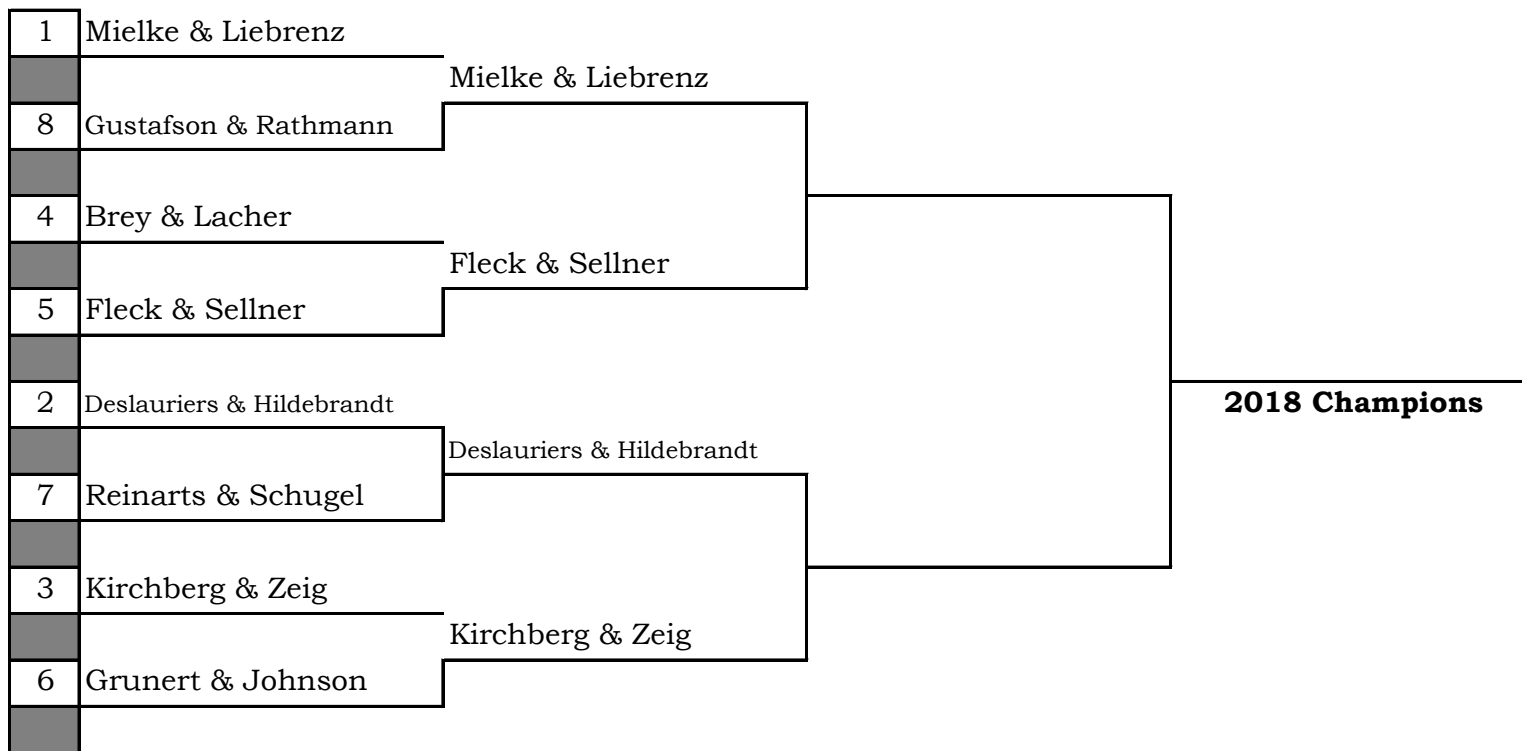 1 Mielke & Liebrenz
Mielke & Liebrenz
8 Gustafson & Rathmann
4 Brey & Lacher
Fleck & Sellner
5 Fleck & Sellner
2 Deslauriers & Hildebrandt
2018 Champions
Deslauriers & Hildebrandt
7 Reinarts & Schugel
3 Kirchberg & Zeig
Kirchberg & Zeig
6 Grunert & Johnson